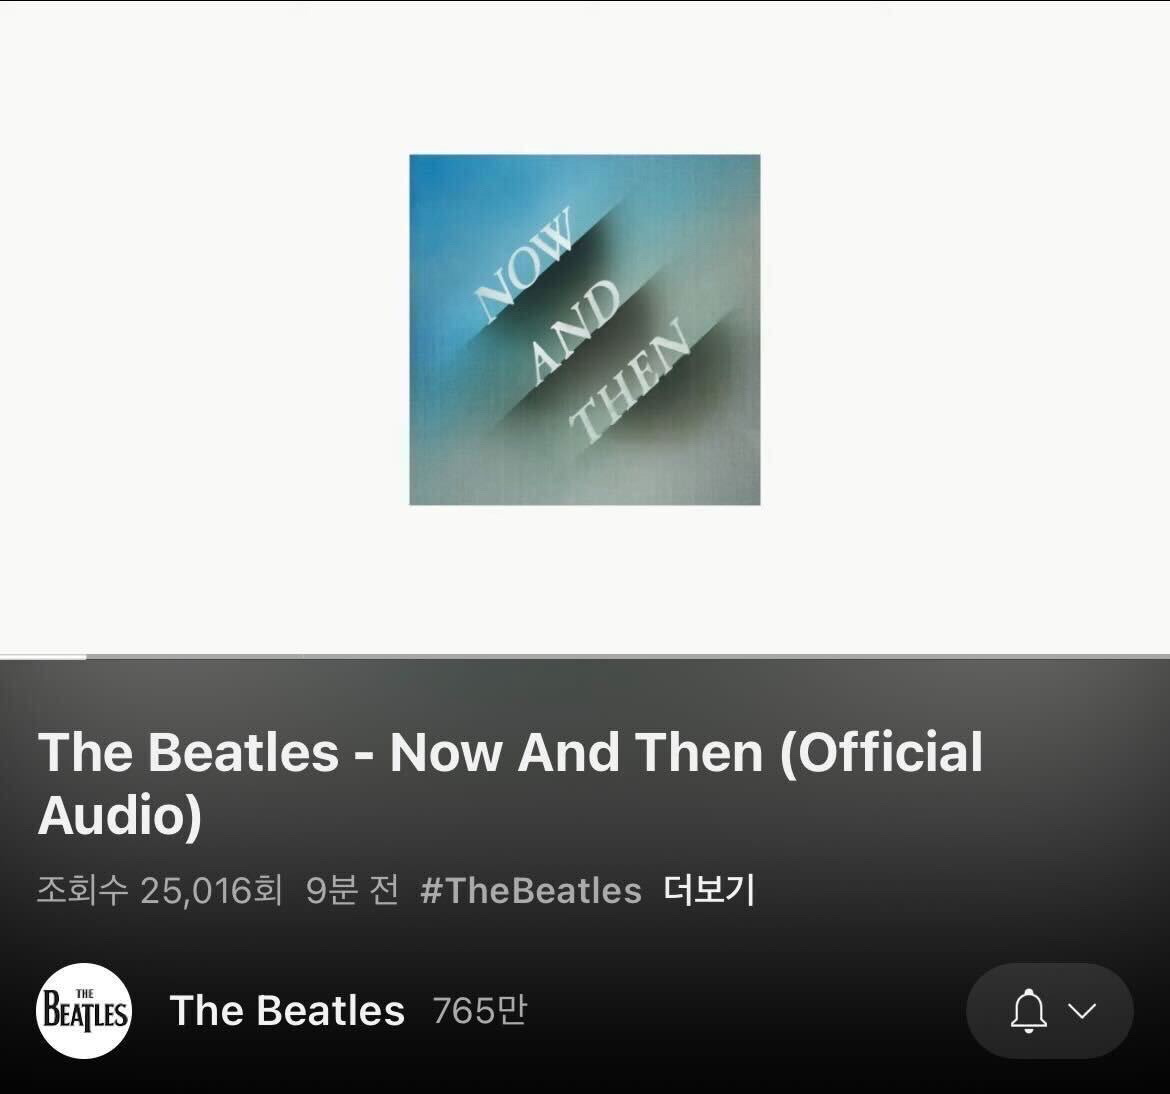 NOW
AND
THEN
The Beatles - Now And Then (Official
Audio)
조회수 25,016회 9분 전 #TheBeatles 더보기
THE
BEATLES
The Beatles 765만